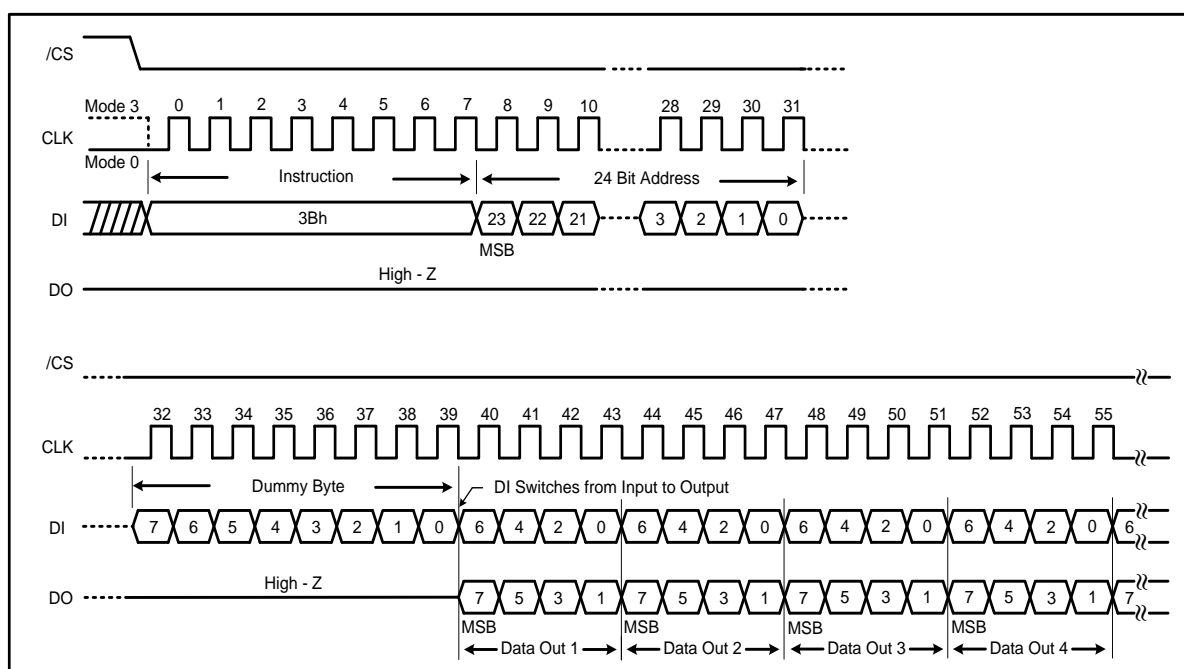 /CS
Mode 3 0 1 2 3 4 5 6 7 8 9 10 28 29 30 31
CLK
Mode 0
Instruction 24 Bit Address
DI 3Bh 23 22 21 3 2 1 0
MSB
High - Z
DO
/CS
32 33 34 35 36 37 38 39 40 41 42 43 44 45 46 47 48 49 50 51 52 53 54 55
CLK
Dummy Byte DI Switches from Input to Output
DI 7 6 5 4 3 2 1 0 6 4 2 0 6 4 2 0 6 4 2 0 6 4 2 0 6
High - Z
DO 7 5 3 1 7 5 3 1 7 5 3 1 7 5 3 1 7
MSB MSB MSB MSB
Data Out 1 Data Out 2 Data Out 3 Data Out 4